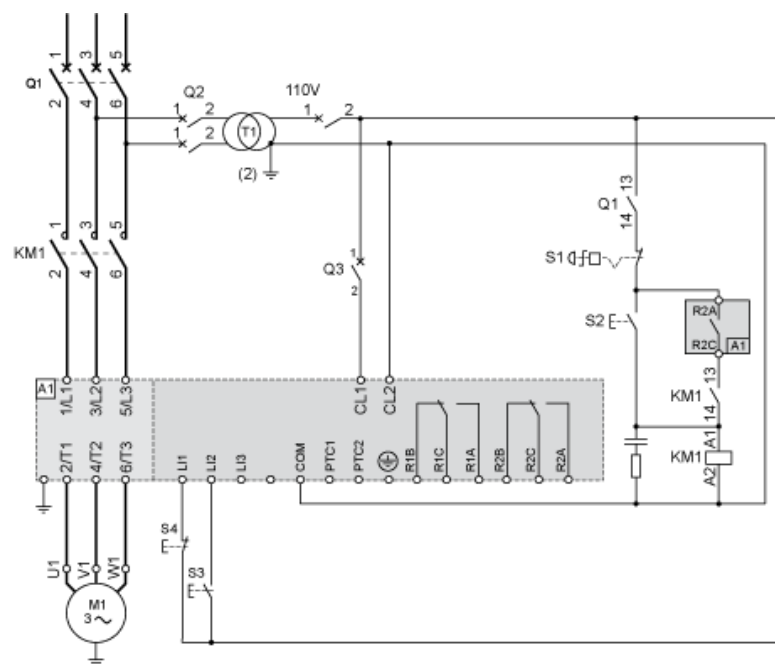 1 3 5
Q1
2 4 6
Q2
1 2
1 2
T1
(2)
110V
1 2
1 3 5
KM1
2 4 6
Q3
1
2
13
Q1
14
S1
S2
R2A
R2C
A1
13
KM1
14
A1
KM1
A2
A1
1/L1 3/L2 5/L3
CL1 CL2
2/T1 4/T2 6/T3
LI1 LI2 LI3 COM PTC1 PTC2 R1B R1C R1A R2B R2C R2A
S4
S3
U1 V1 W1
M1
3 ~